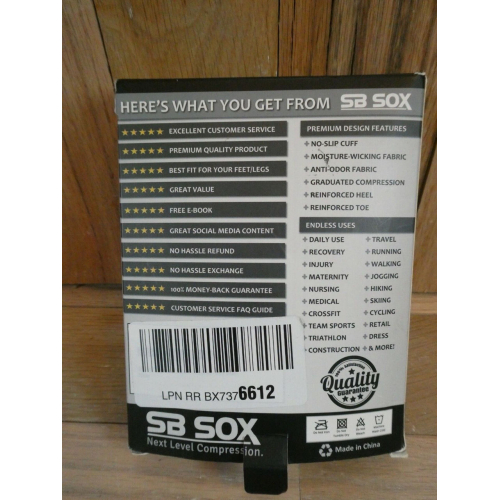 HERE'S WHAT YOU GET FROM SB SOX
★★★★★ EXCELLENT CUSTOMER SERVICE
★★★★★ PREMIUM QUALITY PRODUCT
★★★★★ BEST FIT FOR YOUR FEET/LEGS
★★★★★ GREAT VALUE
★★★★★ FREE E-BOOK
★★★★★ GREAT SOCIAL MEDIA CONTENT
★★★★★ NO HASSLE REFUND
★★★★★ NO HASSLE EXCHANGE
★★★★★ 100% MONEY-BACK GUARANTEE
★★★★★ CUSTOMER SERVICE FAQ GUIDE
PREMIUM DESIGN FEATURES
+ NO-SLIP CUFF
+ MOISTURE-WICKING FABRIC
+ ANTI-ODOR FABRIC
+ GRADUATED COMPRESSION
+ REINFORCED HEEL
+ REINFORCED TOE
ENDLESS USES
+ DAILY USE + TRAVEL
+ RECOVERY + RUNNING
+ INJURY + WALKING
+ MATERNITY + JOGGING
+ NURSING + HIKING
+ MEDICAL + SKIING
+ CROSSFIT + CYCLING
+ TEAM SPORTS + RETAIL
+ TRIATHLON + DRESS
+ CONSTRUCTION + & MORE!
LPN RR BX7376612
Quality
Guarantee
SB SOX
Next Level Compression.
Made in China